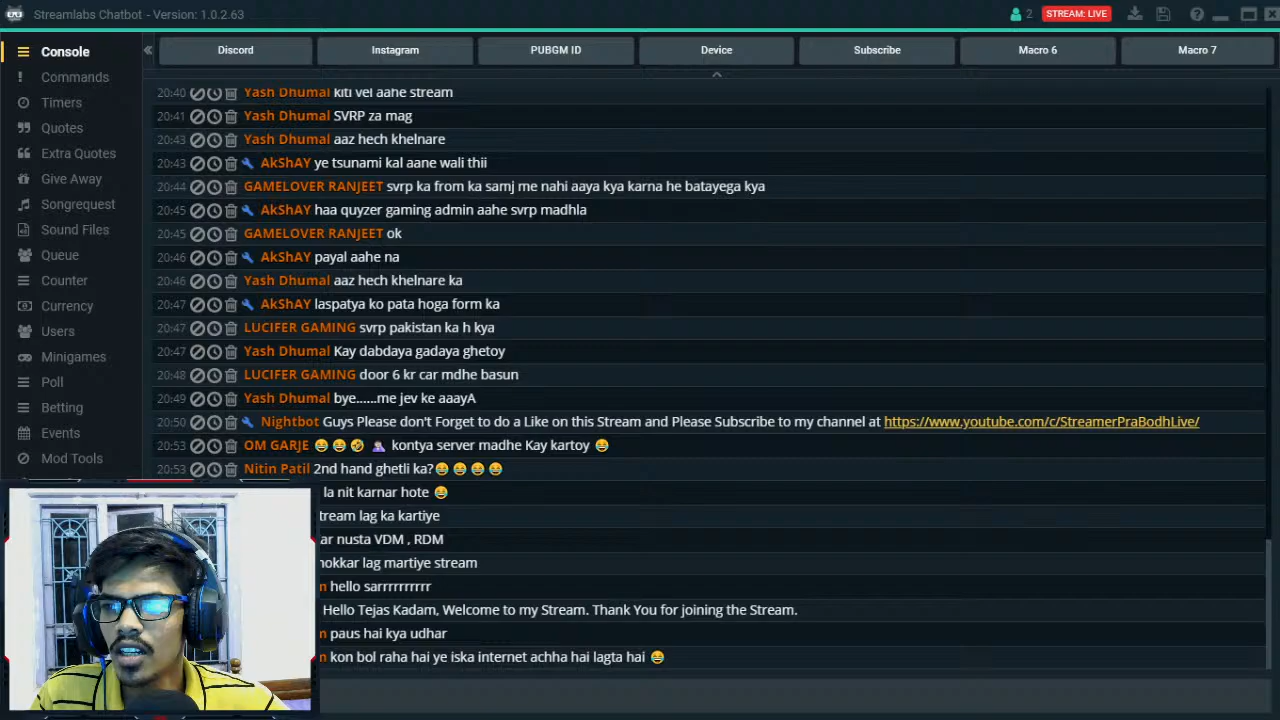 Streamlabs Chatbot - Version: 1.0.2.63
2
STREAM: LIVE
Discord
Instagram
PUBGM ID
Device
Subscribe
Macro 6
Macro 7
Console
Commands
Timers
Quotes
Extra Quotes
Give Away
Songrequest
Sound Files
Queue
Counter
Currency
Users
Minigames
Poll
Betting
Events
Mod Tools
20:40 Yash Dhumal kiti vel aahe stream
20:41 Yash Dhumal SVRP za mag
20:43 Yash Dhumal aaz hech khelnare
20:43 AkShAY ye tsunami kal aane wali thii
20:44 GAMELOVER RANJEET svrp ka from ka samj me nahi aaya kya karna he batayega kya
20:45 AkShAY haa quyzer gaming admin aahe svrp madhla
20:45 GAMELOVER RANJEET ok
20:46 AkShAY payal aahe na
20:46 Yash Dhumal aaz hech khelnare ka
20:47 AkShAY laspatya ko pata hoga form ka
20:47 LUCIFER GAMING svrp pakistan ka h kya
20:47 Yash Dhumal Kay dabdaya gadaya ghetoy
20:48 LUCIFER GAMING door 6 kr car mdhe basun
20:49 Yash Dhumal bye......me jev ke aaayA
20:50 Nightbot Guys Please don't Forget to do a Like on this Stream and Please Subscribe to my channel at https://www.youtube.com/c/StreamerPraBodhLive/
20:53 OM GARJE 😂 😂 🤣 🤦🏻‍♀️ kontya server madhe Kay kartoy 😂
20:53 Nitin Patil 2nd hand ghetli ka?😂 😂 😂 😂
la nit karnar hote 😂
tream lag ka kartiye
ar nusta VDM , RDM
okkar lag martiye stream
n hello sarrrrrrrrr
Hello Tejas Kadam, Welcome to my Stream. Thank You for joining the Stream.
n paus hai kya udhar
n kon bol raha hai ye iska internet achha hai lagta hai 😂